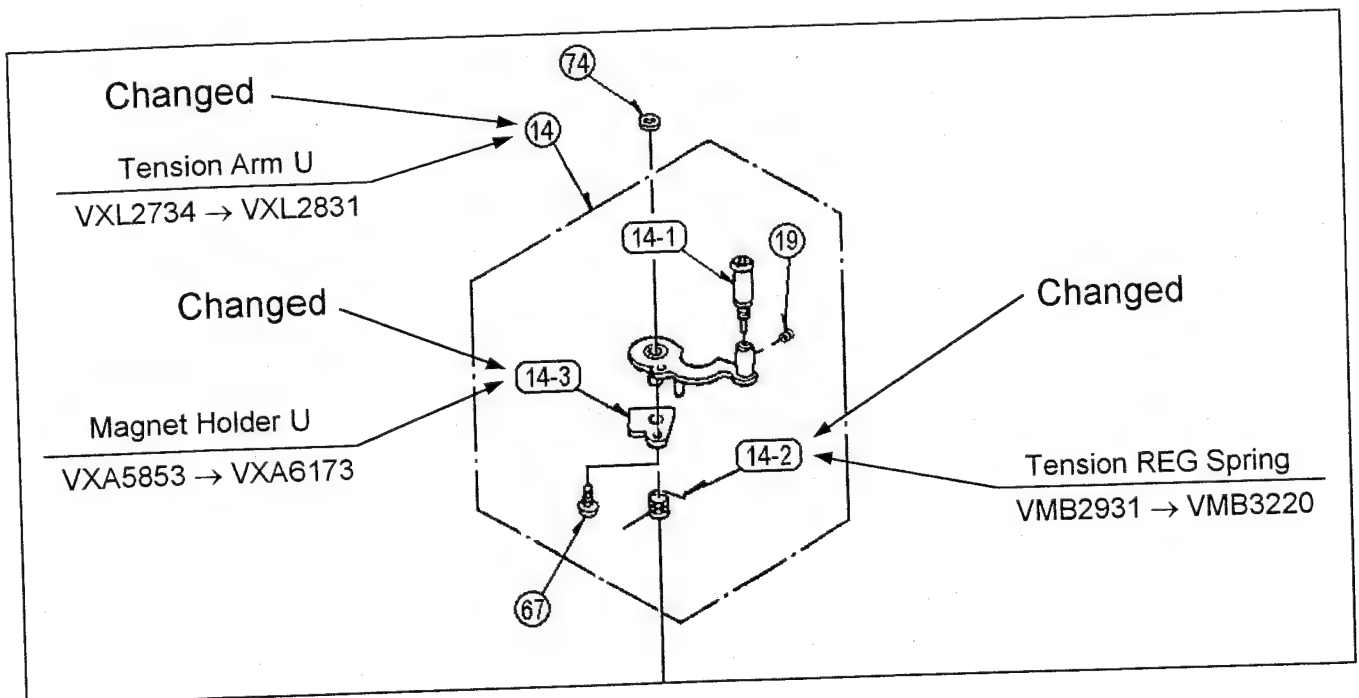 74
Changed
14
Tension Arm U
VXL2734 → VXL2831
14-1
19
Changed
Changed
14-3
Magnet Holder U
VXA5853 → VXA6173
14-2
Tension REG Spring
VMB2931 → VMB3220
67